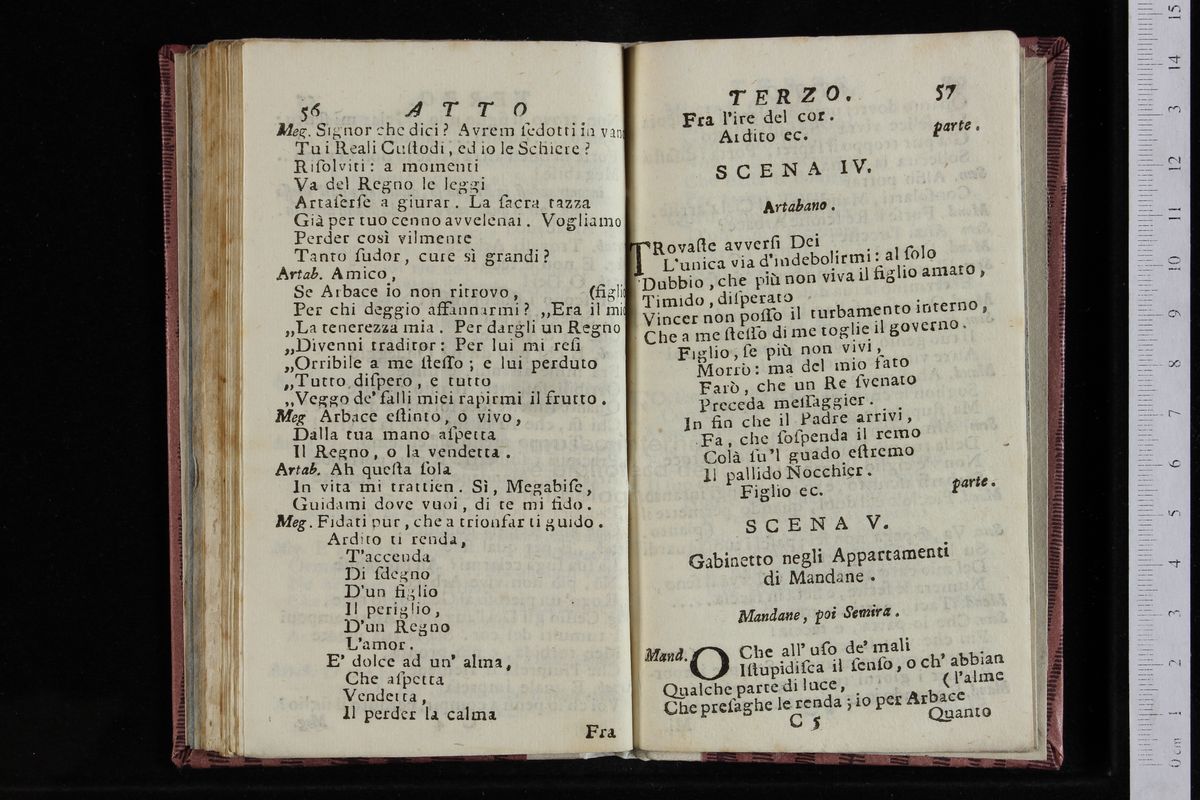 56 ATTO
Meg. Signor che dici? Avrem ſedotti in van
Tu i Reali Cuſtodi, ed io le Schiere?
Riſolviti: a momenti
Va del Regno le leggi
Artaſerſe a giurar. La ſacra tazza
Già per tuo cenno avvelenai. Vogliamo
Perder così vilmente
Tanto ſudor, cure sì grandi?
Artab. Amico,
Se Arbace io non ritrovo, (figlio
Per chi deggio affannarmi? „Era il mio
„La tenerezza mia. Per dargli un Regno
„Divenni traditor: Per lui mi reſi
„Orribile a me ſteſſo; e lui perduto
„Tutto diſpero, e tutto
„Veggo de' falli miei rapirmi il frutto.
Meg Arbace eſtinto, o vivo,
Dalla tua mano aſpetta
Il Regno, o la vendetta.
Artab. Ah queſta ſola
In vita mi trattien. Sì, Megabiſe,
Guidami dove vuoi, di te mi fido.
Meg. Fidati pur, che a trionfar ti guido.
Ardito ti renda,
T'accenda
Di ſdegno
D'un figlio
Il periglio,
D'un Regno
L'amor.
E' dolce ad un' alma,
Che aſpetta
Vendetta,
Il perder la calma
Fra
TERZO. 57
Fra l'ire del cor.
Ardito ec. parte.
SCENA IV.
Artabano.
TRovaſte avverſi Dei
L'unica via d'indebolirmi: al ſolo
Dubbio, che più non viva il figlio amato,
Timido, diſperato
Vincer non poſſo il turbamento interno,
Che a me ſteſſo di me toglie il governo.
Figlio, ſe più non vivi,
Morrò: ma del mio fato
Farò, che un Re ſvenato
Preceda meſſaggier.
In fin che il Padre arrivi,
Fa, che ſoſpenda il remo
Colà ſu'l guado eſtremo
Il pallido Nocchier.
Figlio ec. parte.
SCENA V.
Gabinetto negli Appartamenti
di Mandane.
Mandane, poi Semira.
Mand. O Che all' uſo de' mali
Iſtupidiſca il ſenſo, o ch' abbian
Qualche parte di luce, (l'alme
Che preſaghe le renda; io per Arbace
C 5 Quanto